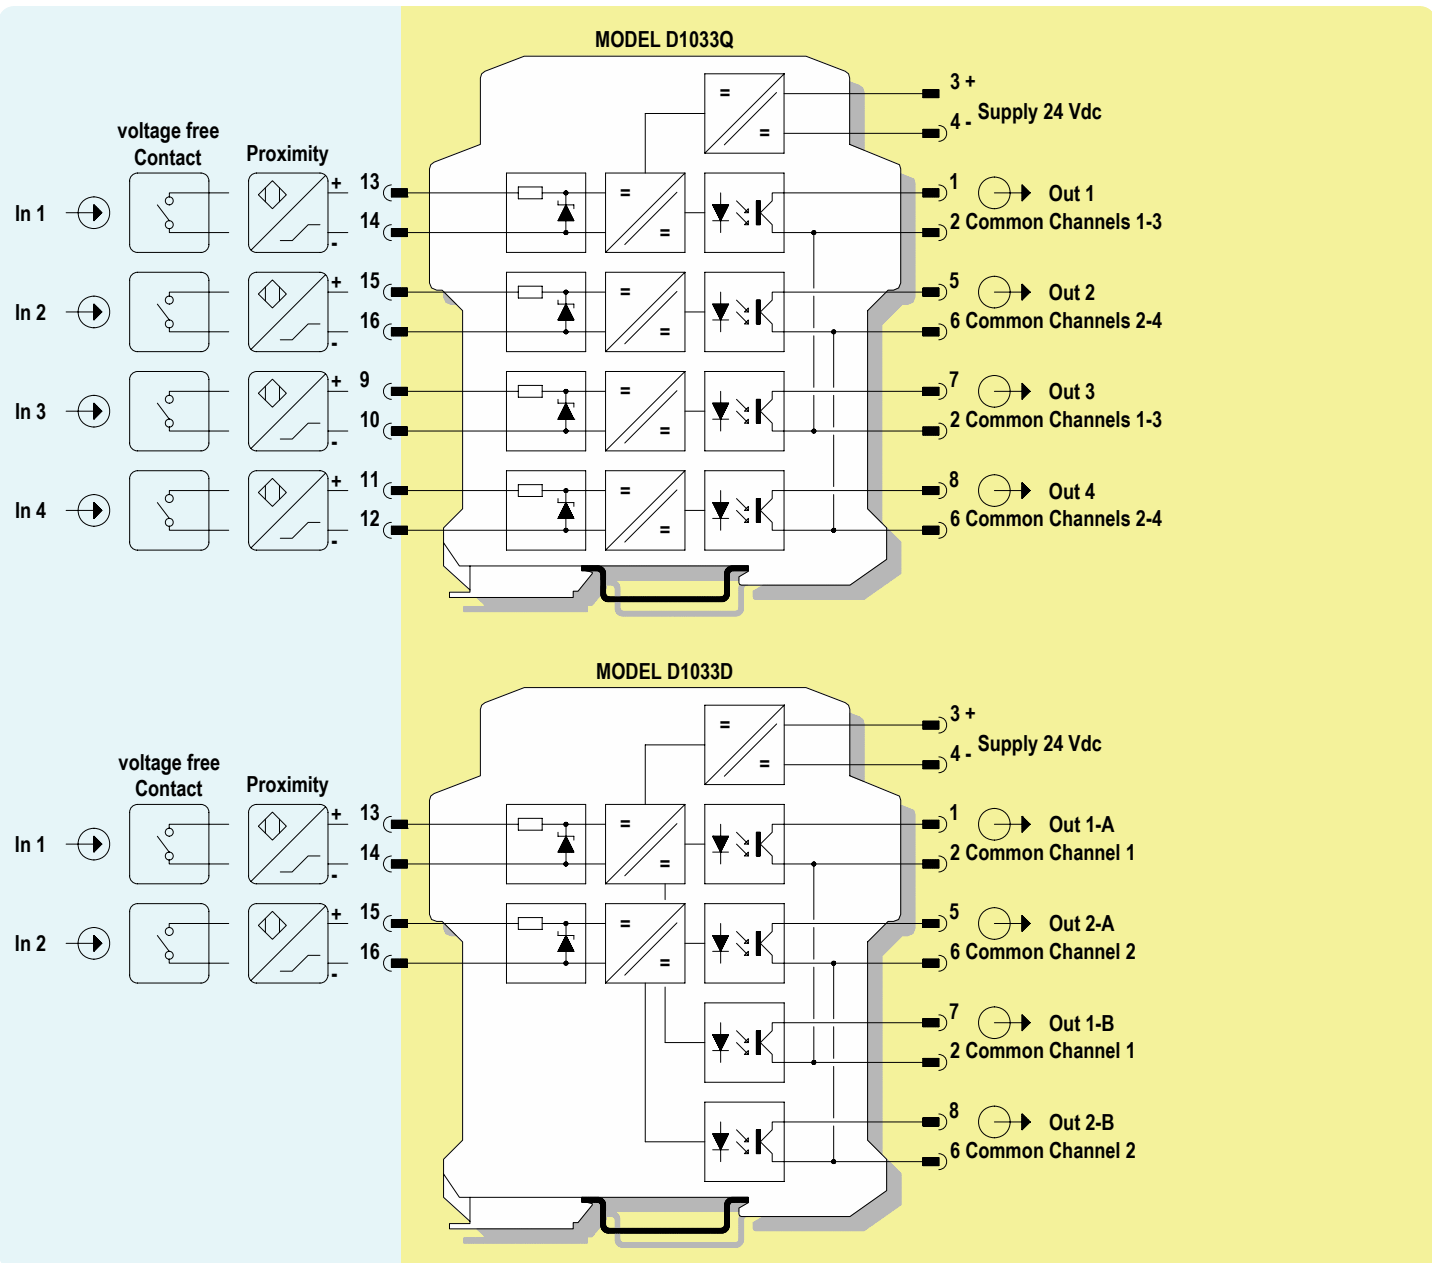 MODEL D1033Q
3 +
4 -
Supply 24 Vdc
voltage free
Contact
Proximity
In 1
+ 13
- 14
1 Out 1
2 Common Channels 1-3
In 2
+ 15
- 16
5 Out 2
6 Common Channels 2-4
In 3
+ 9
- 10
7 Out 3
2 Common Channels 1-3
In 4
+ 11
- 12
8 Out 4
6 Common Channels 2-4
MODEL D1033D
3 +
4 -
Supply 24 Vdc
voltage free
Contact
Proximity
In 1
+ 13
- 14
1 Out 1-A
2 Common Channel 1
In 2
+ 15
- 16
5 Out 2-A
6 Common Channel 2
7 Out 1-B
2 Common Channel 1
8 Out 2-B
6 Common Channel 2